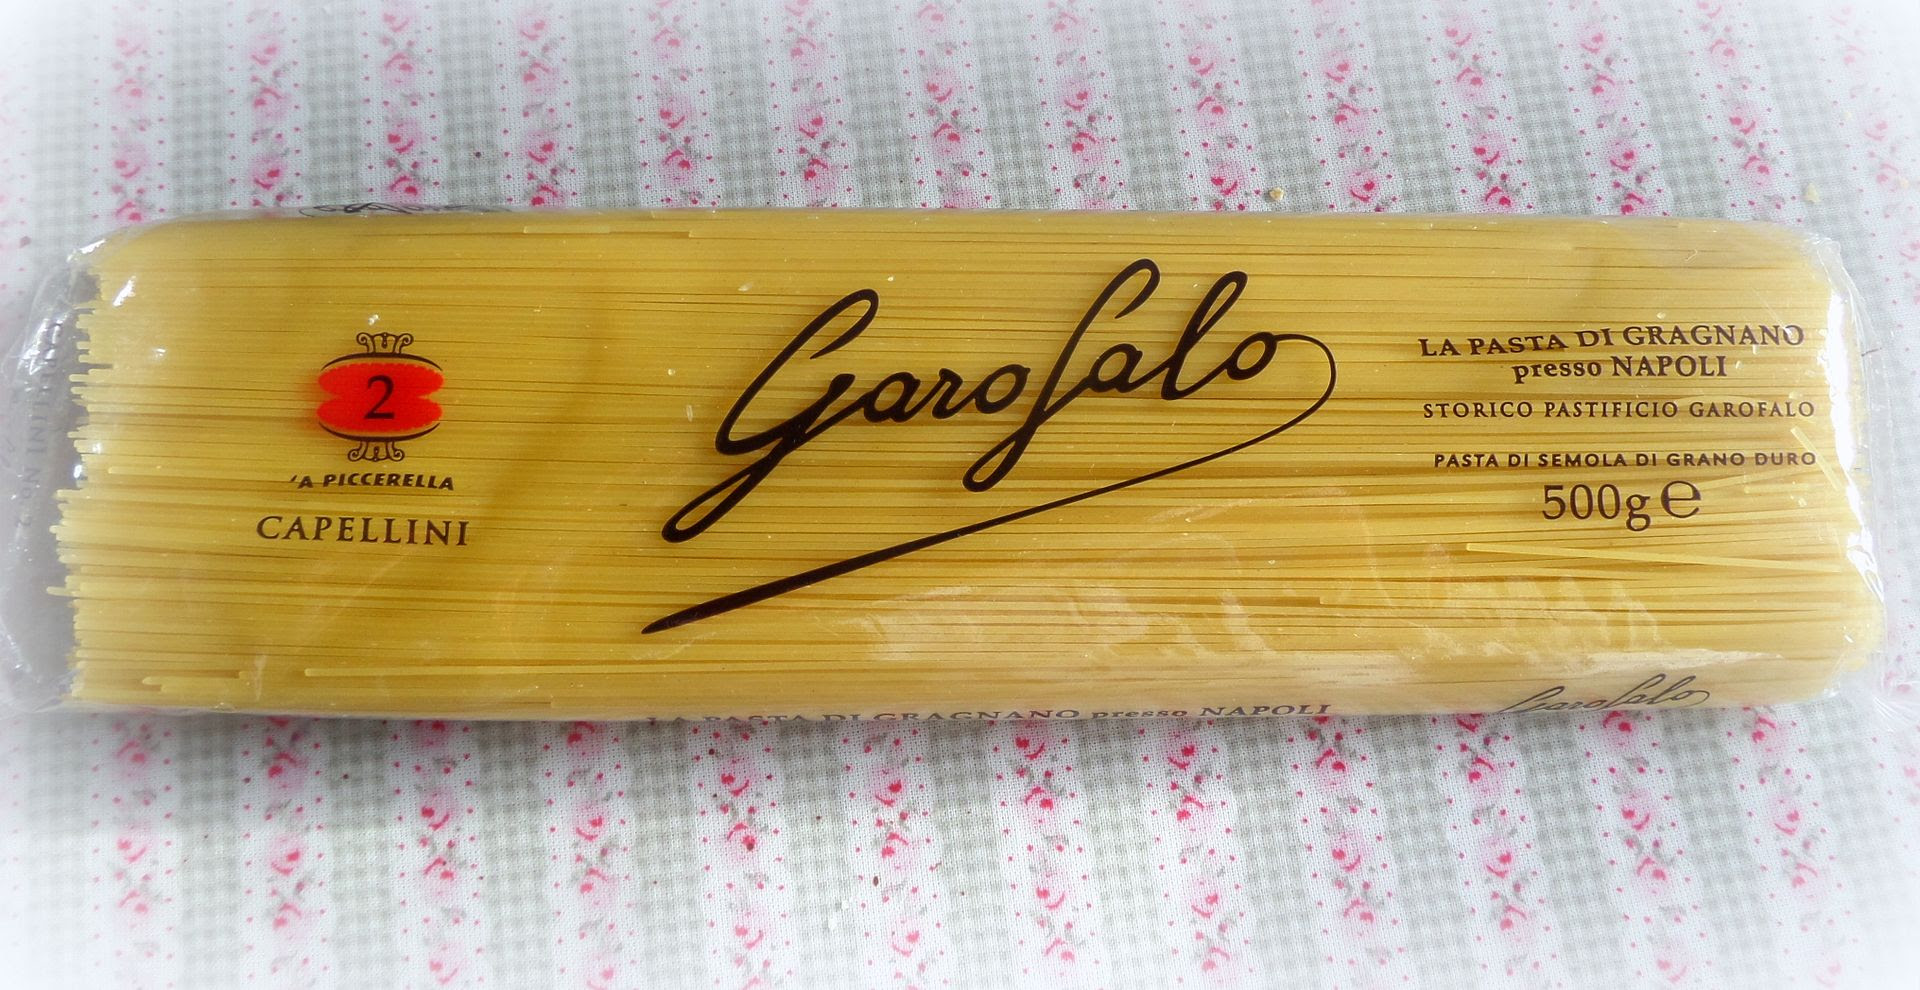 2
'A PICCERELLA
CAPELLINI
Garofalo
LA PASTA DI GRAGNANO
presso NAPOLI
STORICO PASTIFICIO GAROFALO
PASTA DI SEMOLA DI GRANO DURO
500g ℮
LA PASTA DI GRAGNANO presso NAPOLI
Garofalo